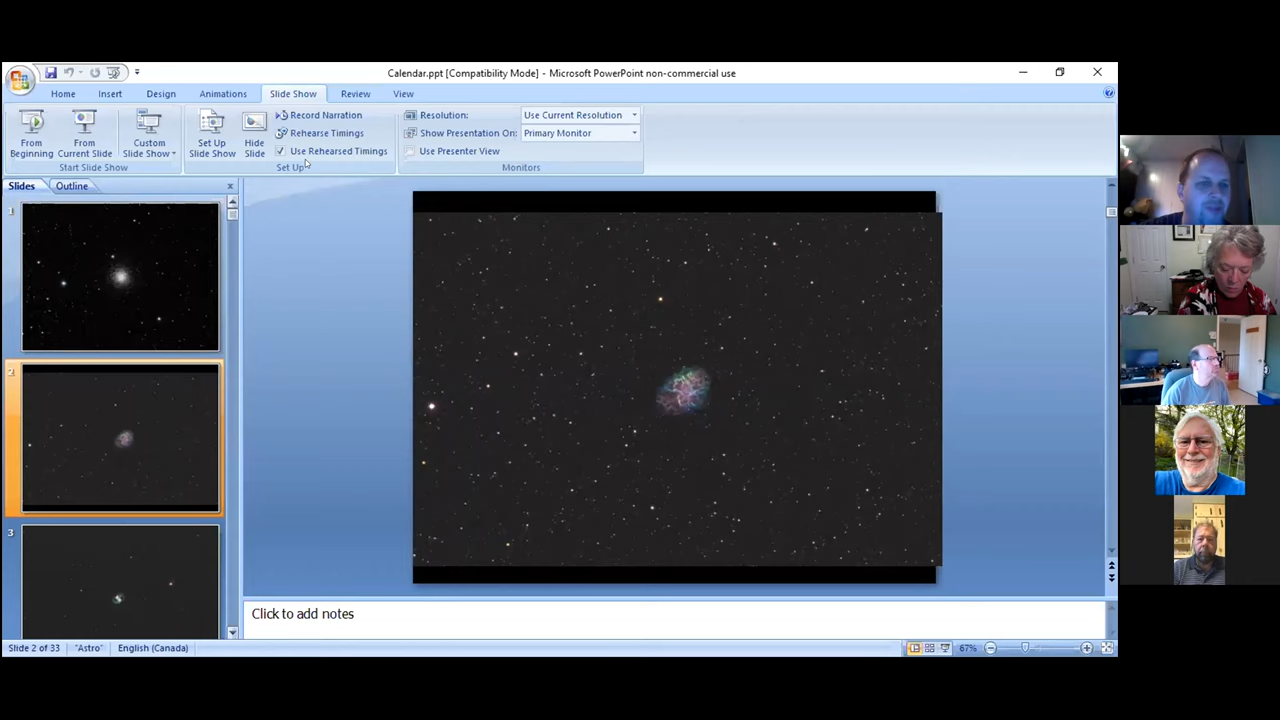 Calendar.ppt [Compatibility Mode] - Microsoft PowerPoint non-commercial use
Home Insert Design Animations Slide Show Review View
From Beginning
From Current Slide
Custom Slide Show
Start Slide Show
Set Up Slide Show
Hide Slide
Record Narration
Rehearse Timings
Use Rehearsed Timings
Set Up
Resolution: Use Current Resolution
Show Presentation On: Primary Monitor
Use Presenter View
Monitors
Slides Outline
1
2
3
Click to add notes
Slide 2 of 33 "Astro" English (Canada) 67%